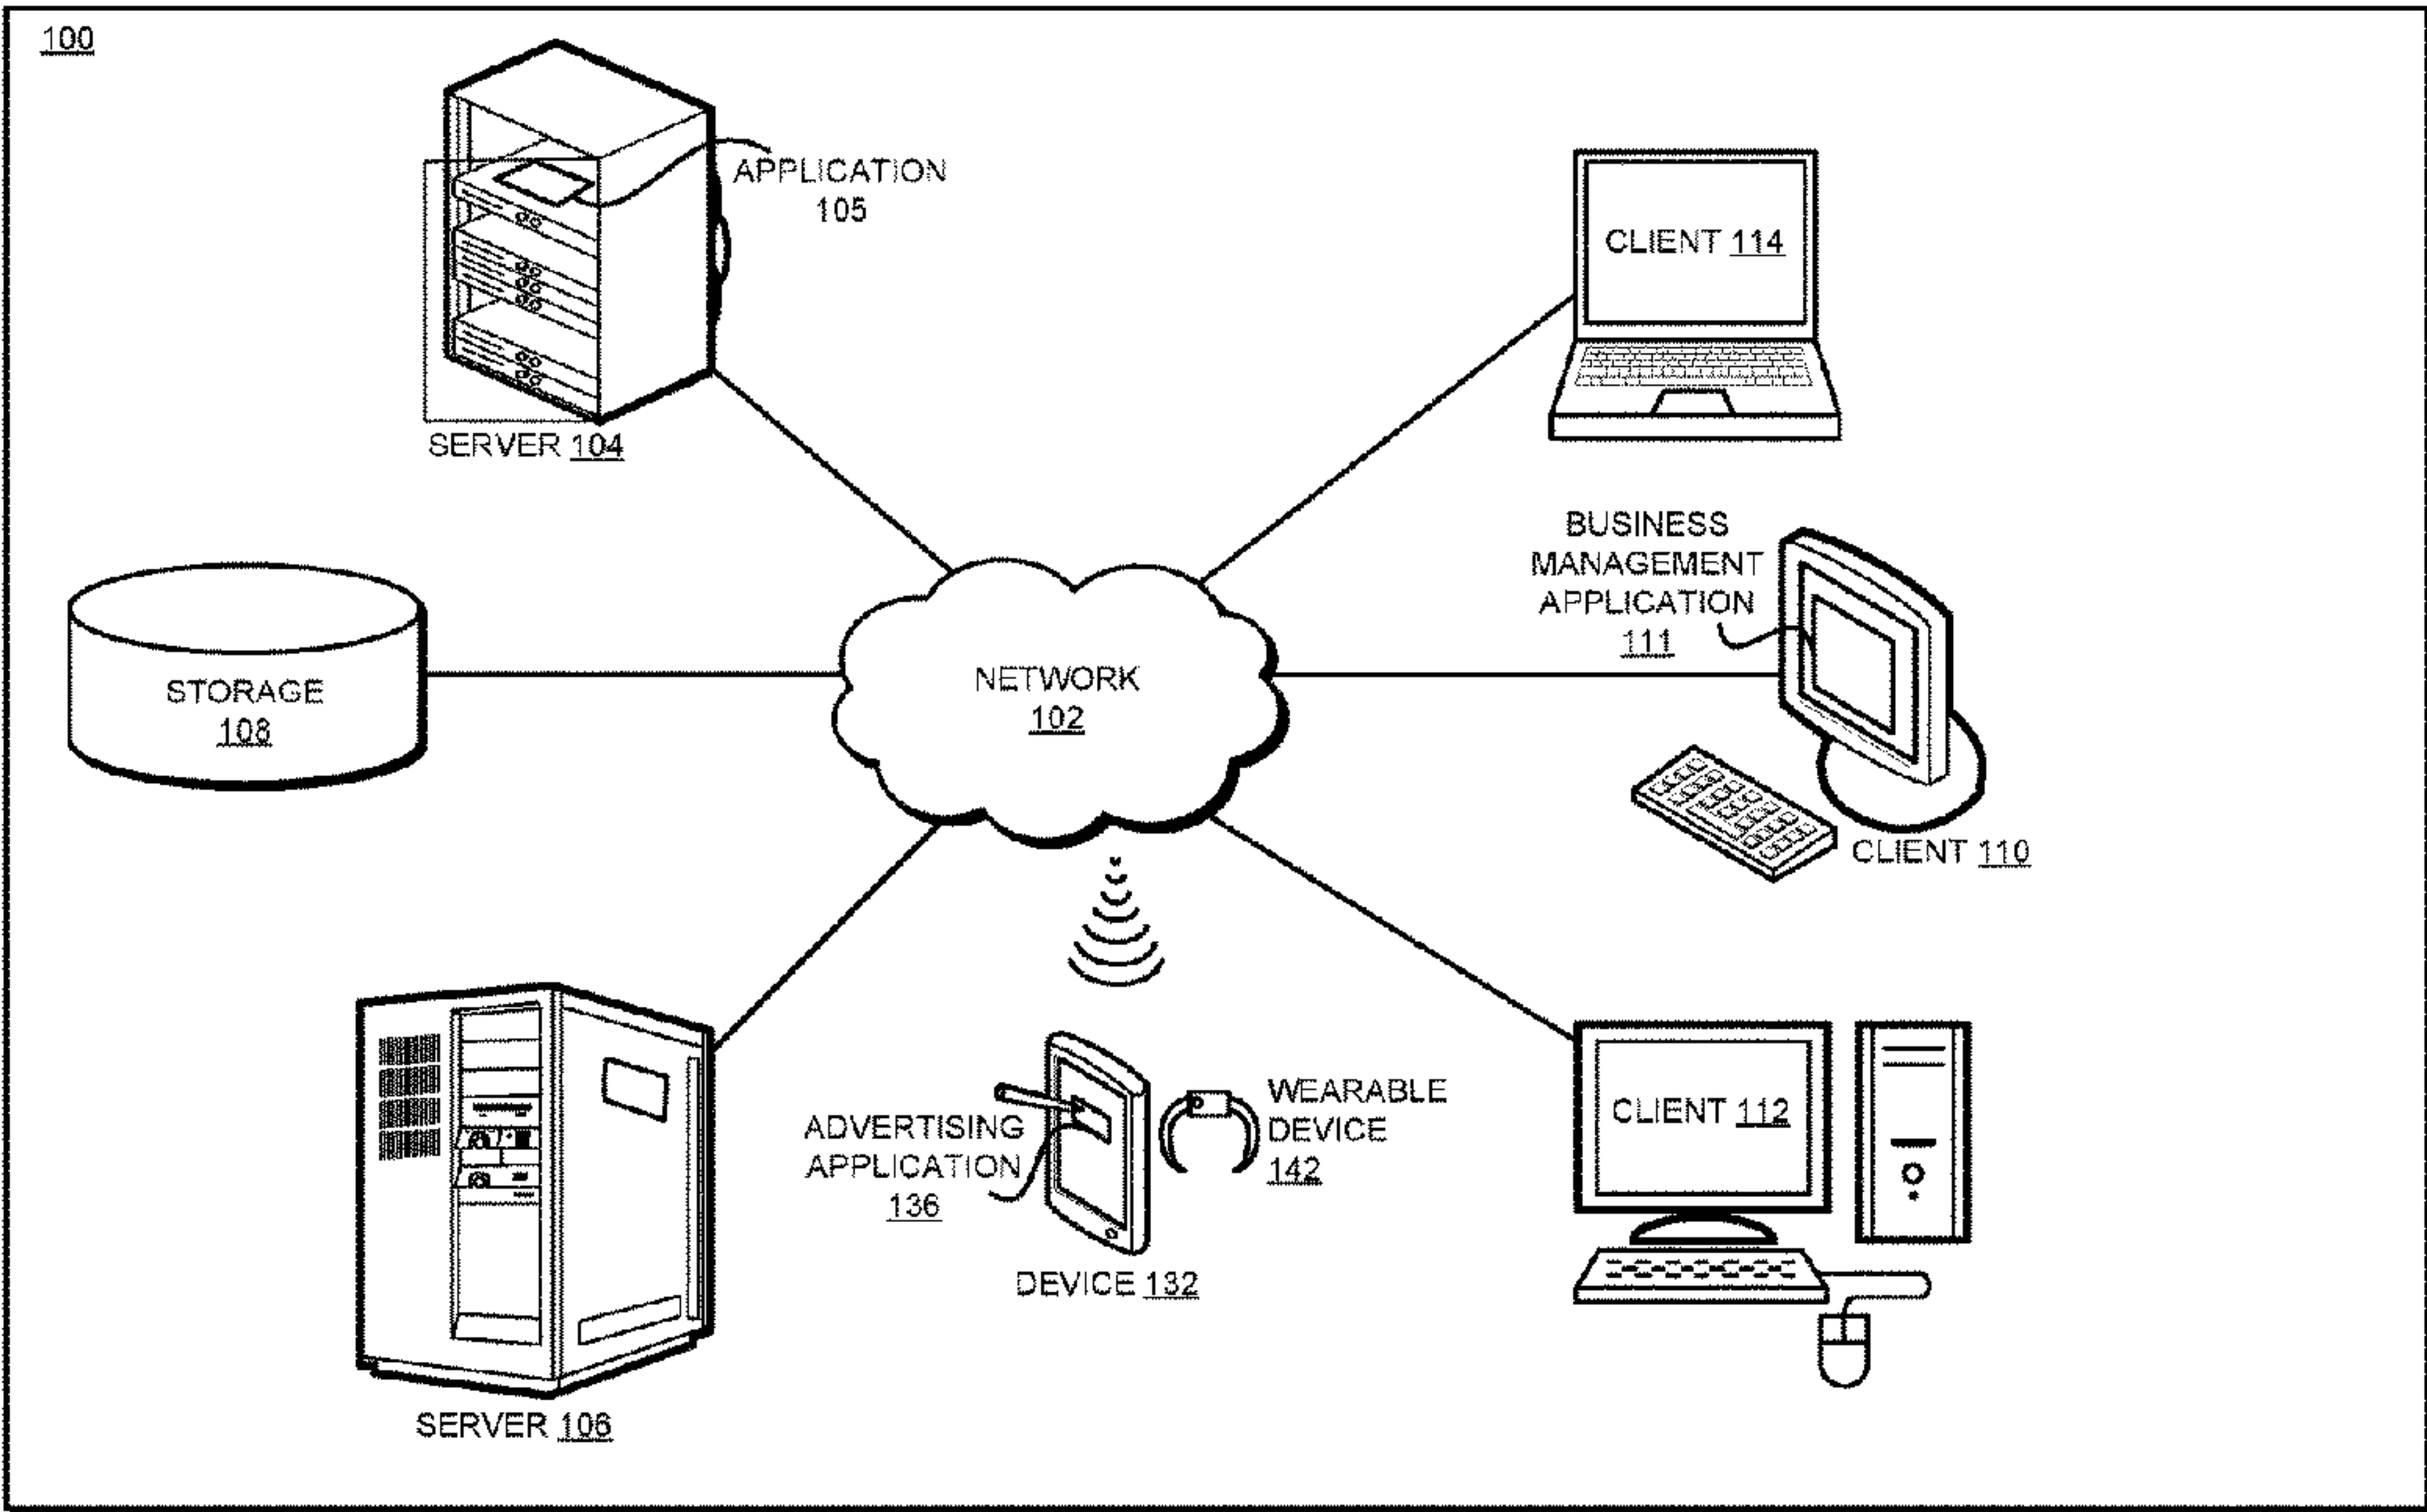 100
APPLICATION
105
CLIENT 114
SERVER 104
BUSINESS
MANAGEMENT
APPLICATION
111
STORAGE
108
NETWORK
102
CLIENT 110
ADVERTISING
APPLICATION
136
WEARABLE
DEVICE
142
CLIENT 112
DEVICE 132
SERVER 106